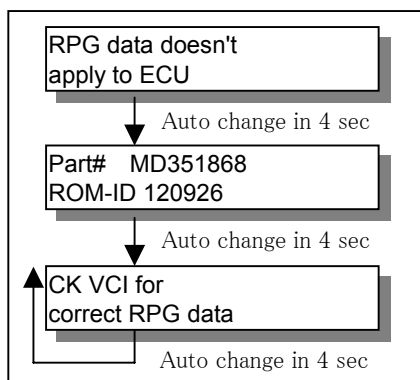 RPG data doesn't
apply to ECU
Auto change in 4 sec
Part# MD351868
ROM-ID 120926
Auto change in 4 sec
CK VCI for
correct RPG data
Auto change in 4 sec